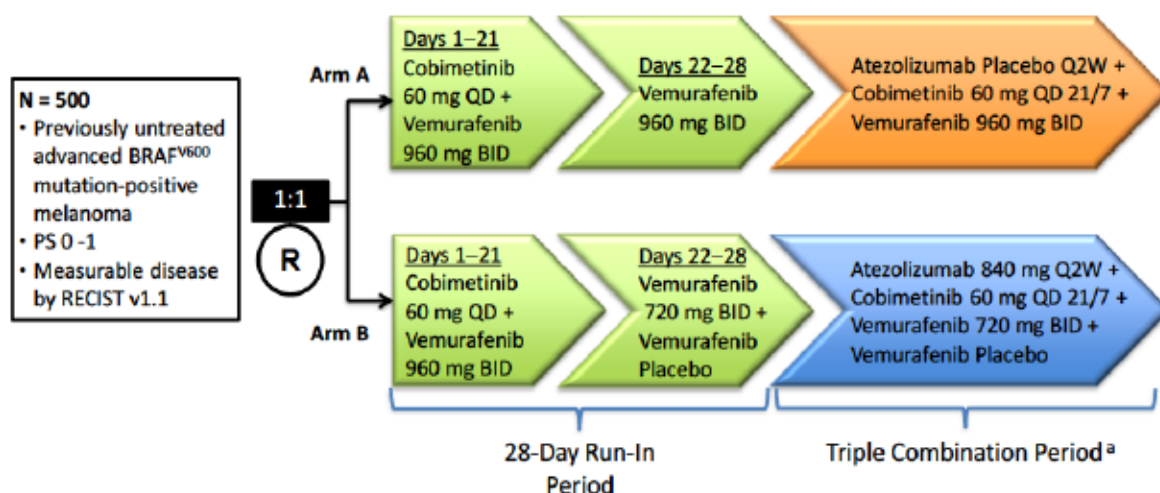 N = 500
• Previously untreated
advanced BRAFV600
mutation-positive
melanoma
• PS 0 -1
• Measurable disease
by RECIST v1.1
1:1
R
Arm A
Days 1–21
Cobimetinib
60 mg QD +
Vemurafenib
960 mg BID
Days 22–28
Vemurafenib
960 mg BID
Atezolizumab Placebo Q2W +
Cobimetinib 60 mg QD 21/7 +
Vemurafenib 960 mg BID
Arm B
Days 1–21
Cobimetinib
60 mg QD +
Vemurafenib
960 mg BID
Days 22–28
Vemurafenib
720 mg BID +
Vemurafenib
Placebo
Atezolizumab 840 mg Q2W +
Cobimetinib 60 mg QD 21/7 +
Vemurafenib 720 mg BID +
Vemurafenib Placebo
28-Day Run-In
Period
Triple Combination Period a